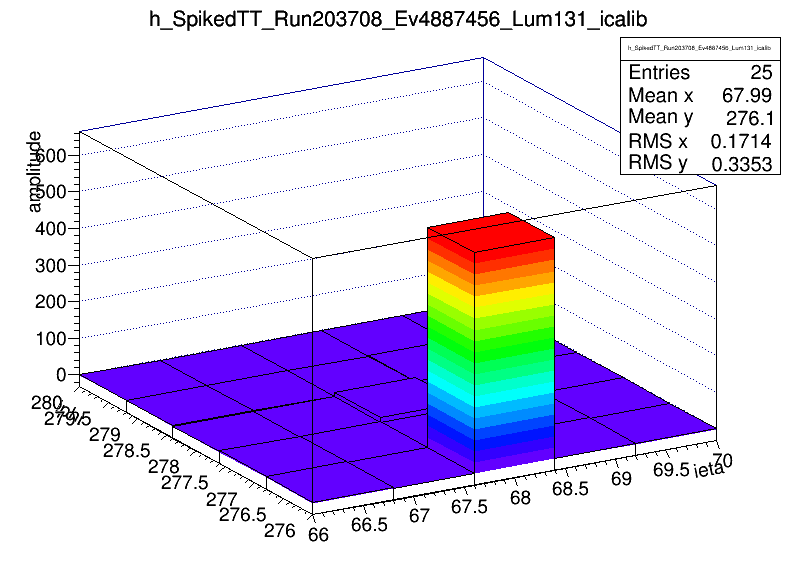 h_SpikedTT_Run203708_Ev4887456_Lum131_icalib
h_SpikedTT_Run203708_Ev4887456_Lum131_icalib
Entries 25
Mean x 67.99
Mean y 276.1
RMS x 0.1714
RMS y 0.3353
amplitude
600
500
400
300
200
100
0
280
279.5
279
278.5
278
277.5
277
276.5
276
66
66.5
67
67.5
68
68.5
69
69.5
70
ieta